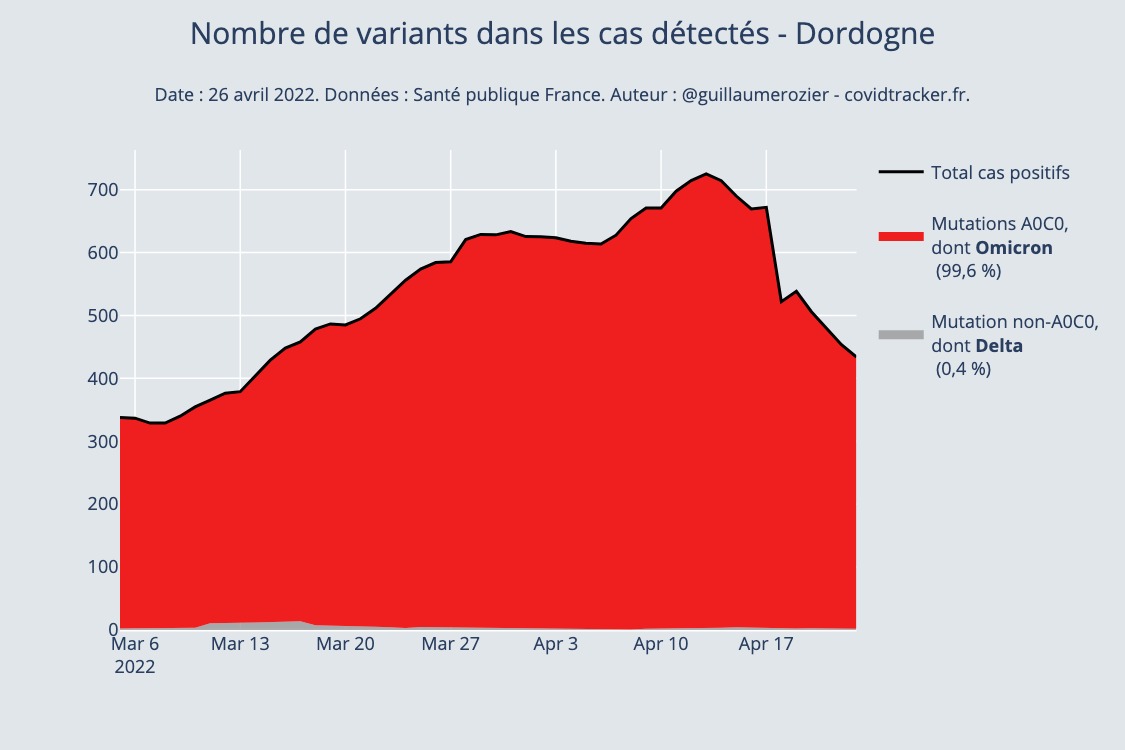 Nombre de variants dans les cas détectés - Dordogne
Date : 26 avril 2022. Données : Santé publique France. Auteur : @guillaumerozier - covidtracker.fr.
700
600
500
400
300
200
100
0
Mar 6
2022
Mar 13
Mar 20
Mar 27
Apr 3
Apr 10
Apr 17
Total cas positifs
Mutations A0C0,
dont Omicron
(99,6 %)
Mutation non-A0C0,
dont Delta
(0,4 %)